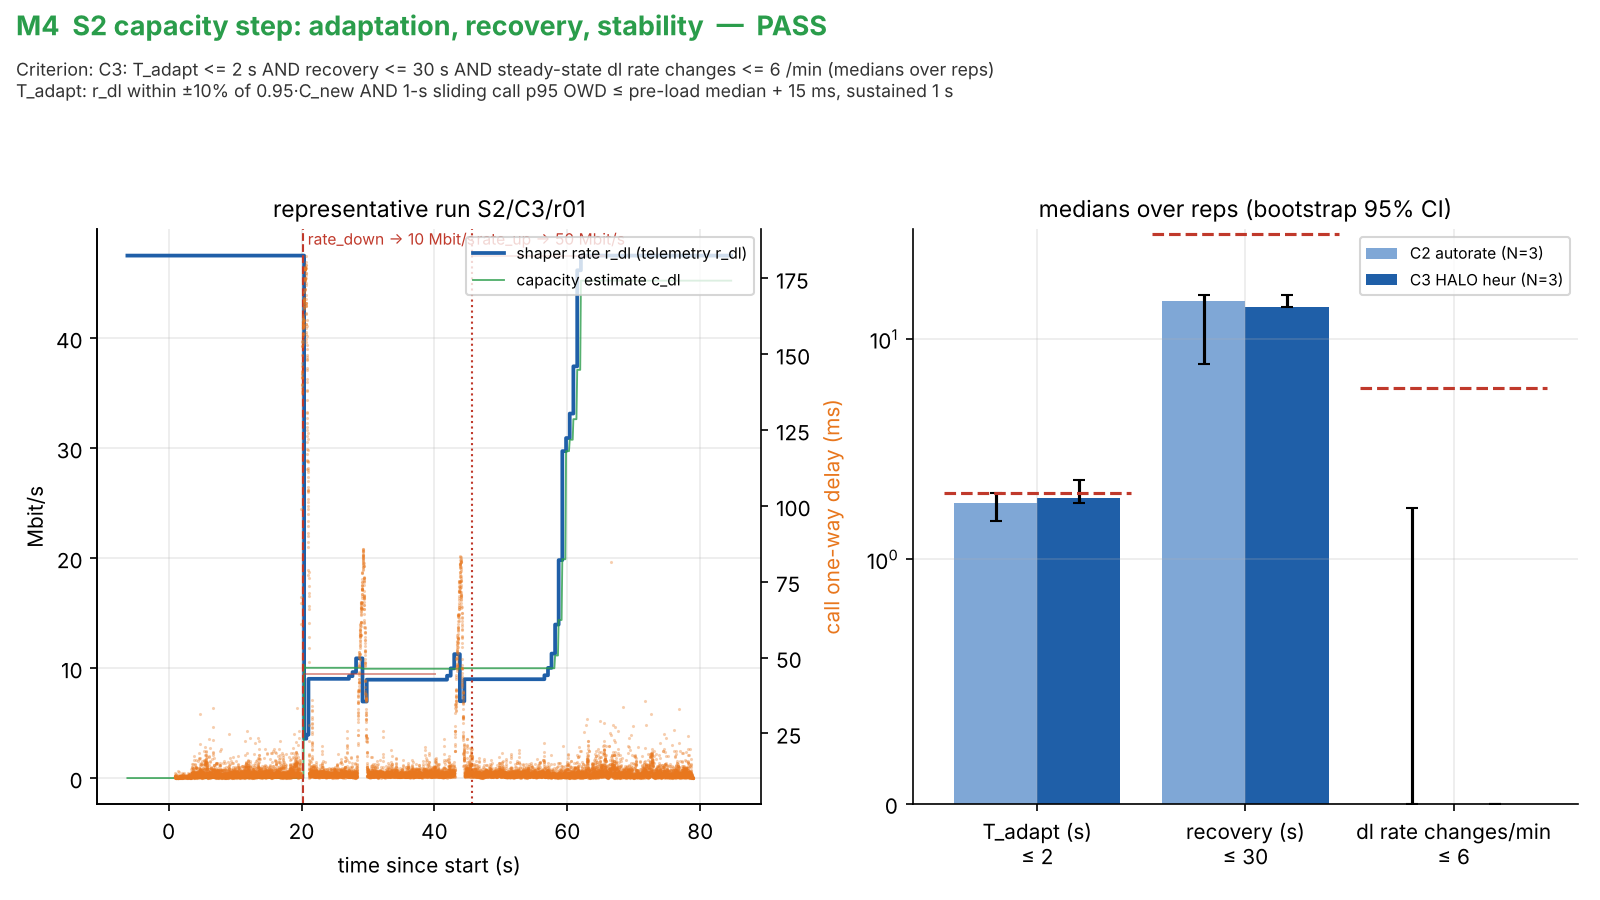 M4 S2 capacity step: adaptation, recovery, stability — PASS
Criterion: C3: T_adapt <= 2 s AND recovery <= 30 s AND steady-state dl rate changes <= 6 /min (medians over reps)
T_adapt: r_dl within ±10% of 0.95·C_new AND 1-s sliding call p95 OWD ≤ pre-load median + 15 ms, sustained 1 s
representative run S2/C3/r01
rate_down → 10 Mbit/s
rate_up → 50 Mbit/s
shaper rate r_dl (telemetry r_dl)
capacity estimate c_dl
Mbit/s
40
30
20
10
0
175
150
125
100
75
50
25
call one-way delay (ms)
0
20
40
60
80
time since start (s)
medians over reps (bootstrap 95% CI)
C2 autorate (N=3)
C3 HALO heur (N=3)
10¹
10⁰
0
T_adapt (s)
≤ 2
recovery (s)
≤ 30
dl rate changes/min
≤ 6